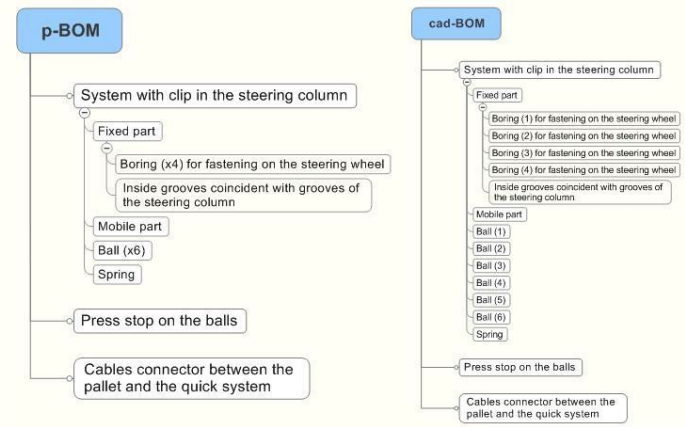 p-BOM
System with clip in the steering column
Fixed part
Boring (x4) for fastening on the steering wheel
Inside grooves coincident with grooves of
the steering column
Mobile part
Ball (x6)
Spring
Press stop on the balls
Cables connector between the
pallet and the quick system
cad-BOM
System with clip in the steering column
Fixed part
Boring (1) for fastening on the steering wheel
Boring (2) for fastening on the steering wheel
Boring (3) for fastening on the steering wheel
Boring (4) for fastening on the steering wheel
Inside grooves coincident with grooves of
the steering column
Mobile part
Ball (1)
Ball (2)
Ball (3)
Ball (4)
Ball (5)
Ball (6)
Spring
Press stop on the balls
Cables connector between the
pallet and the quick system